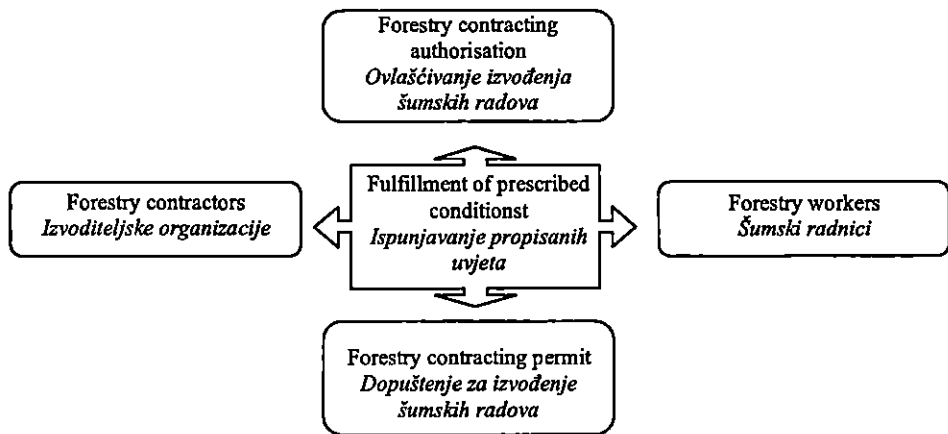 Forestry contracting
authorisation
Ovlašćivanje izvođenja
šumskih radova
Forestry contractors
Izvoditeljske organizacije
Fulfillment of prescribed
conditionst
Ispunjavanje propisanih
uvjeta
Forestry workers
Šumski radnici
Forestry contracting permit
Dopuštenje za izvođenje
šumskih radova